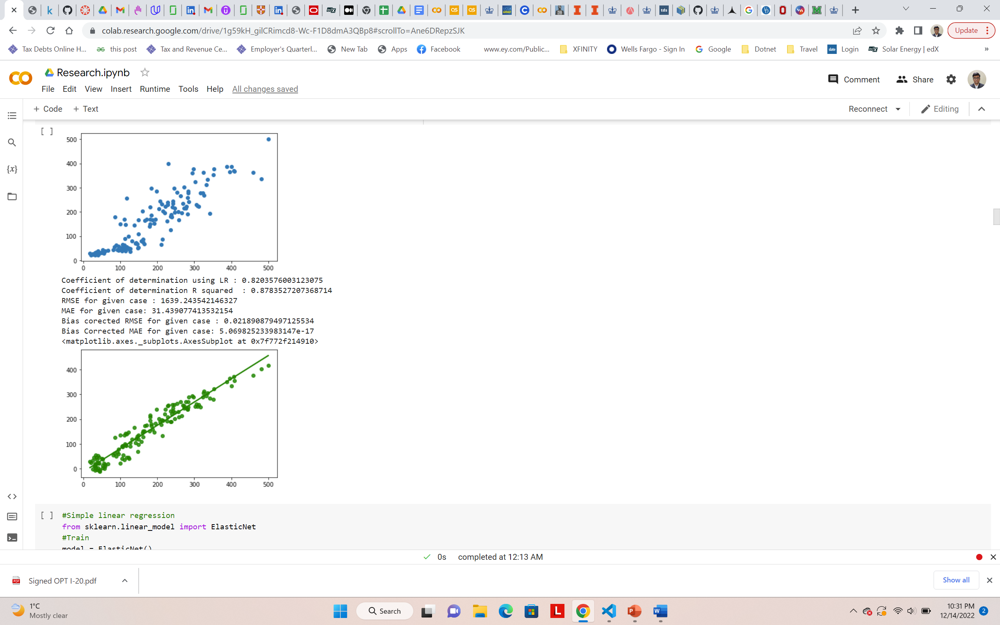 colab.research.google.com/drive/1g59kH_gilCRimcd8-Wc-F1D8dmA3QBp8#scrollTo=Ane6DRepzSJK
Update
Tax Debts Online H...
this post
Tax and Revenue Ce...
Employer's Quarterl...
New Tab
Apps
Facebook
www.ey.com/Public...
XFINITY
Wells Fargo - Sign In
Google
Dotnet
Travel
Login
Solar Energy | edX
»
Research.ipynb
Comment
Share
File Edit View Insert Runtime Tools Help All changes saved
+ Code + Text
Reconnect
Editing
[ ]
500
400
300
200
100
0
0 100 200 300 400 500
Coefficient of determination using LR : 0.8203576003123075
Coefficient of determination R squared  : 0.8783527207368714
RMSE for given case : 1639.243542146327
MAE for given case: 31.439077413532154
Bias corected RMSE for given case : 0.021890879497125534
Bias Corrected MAE for given case: 5.069825233983147e-17
<matplotlib.axes._subplots.AxesSubplot at 0x7f772f214910>
400
300
200
100
0
0 100 200 300 400 500
[ ] #Simple linear regression
from sklearn.linear_model import ElasticNet
#Train
model = ElasticNet()
0s completed at 12:13 AM
Signed OPT I-20.pdf
Show all
1°C
Mostly clear
Search
10:31 PM
12/14/2022
2